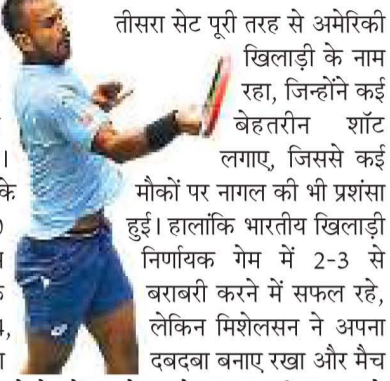 तीसरा सेट पूरी तरह से अमेरिकी
खिलाड़ी के नाम
रहा, जिन्होंने कई
बेहतरीन शॉट
लगाए, जिससे कई
मौकों पर नागल की भी प्रशंसा
हुई। हालांकि भारतीय खिलाड़ी
निर्णायक गेम में 2-3 से
बराबरी करने में सफल रहे,
लेकिन मिशेलसन ने अपना
दबदबा बनाए रखा और मैच